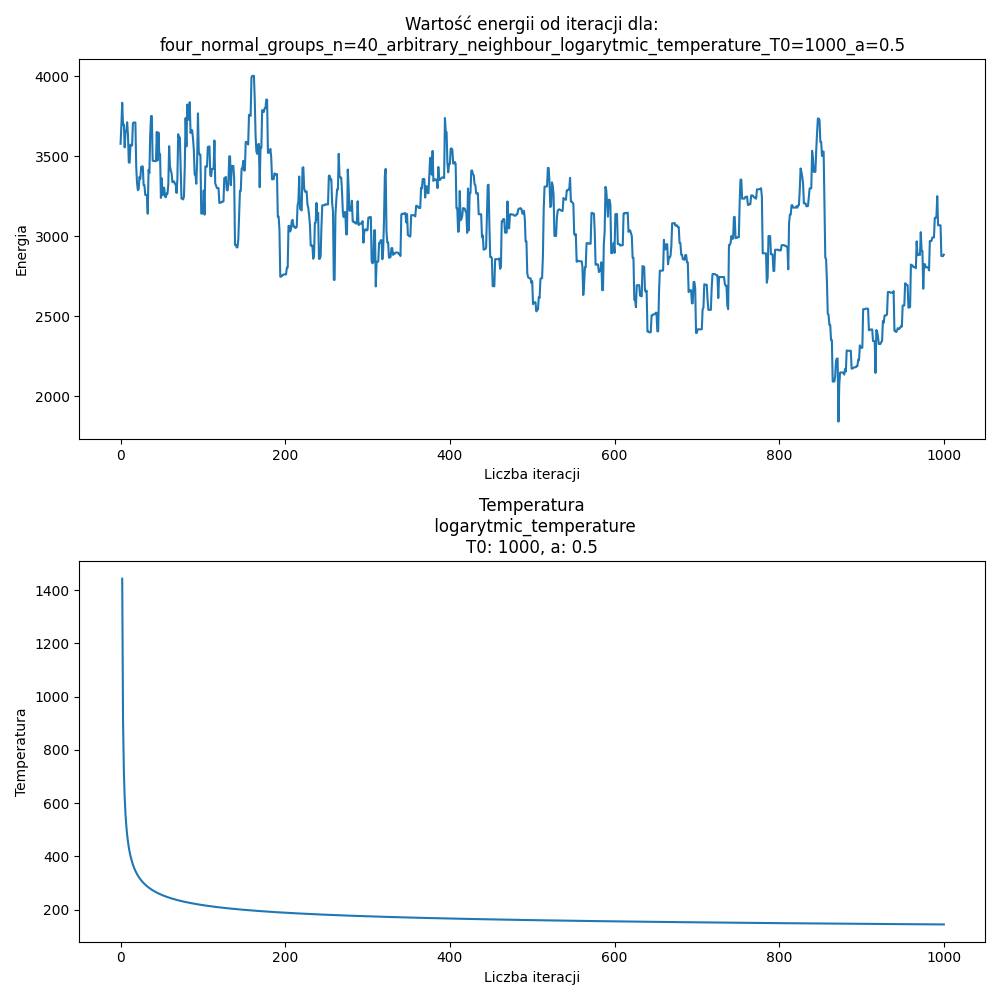 Wartość energii od iteracji dla:
four_normal_groups_n=40_arbitrary_neighbour_logarytmic_temperature_T0=1000_a=0.5
4000
3500
3000
2500
2000
Energia
0 200 400 600 800 1000
Liczba iteracji
Temperatura
logarytmic_temperature
T0: 1000, a: 0.5
1400
1200
1000
800
600
400
200
Temperatura
0 200 400 600 800 1000
Liczba iteracji